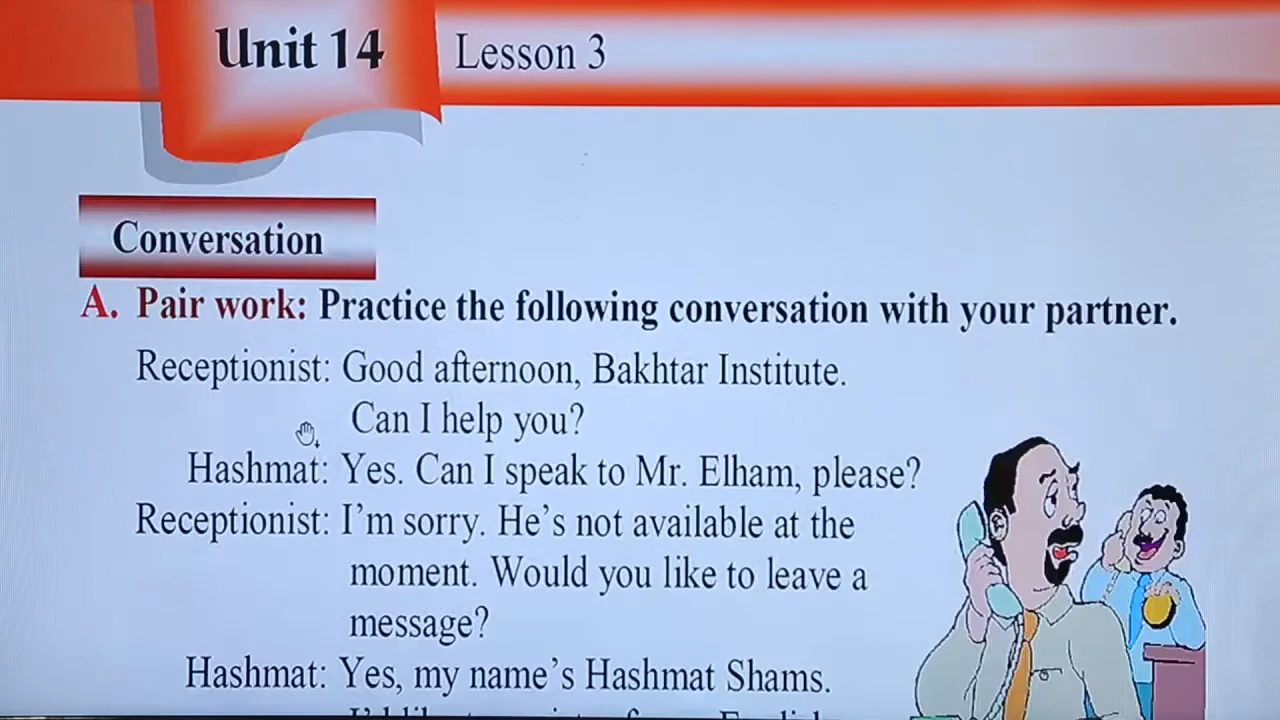 Unit 14
Lesson 3
Conversation
A. Pair work: Practice the following conversation with your partner.
Receptionist: Good afternoon, Bakhtar Institute.
Can I help you?
Hashmat: Yes. Can I speak to Mr. Elham, please?
Receptionist: I'm sorry. He's not available at the
moment. Would you like to leave a
message?
Hashmat: Yes, my name's Hashmat Shams.